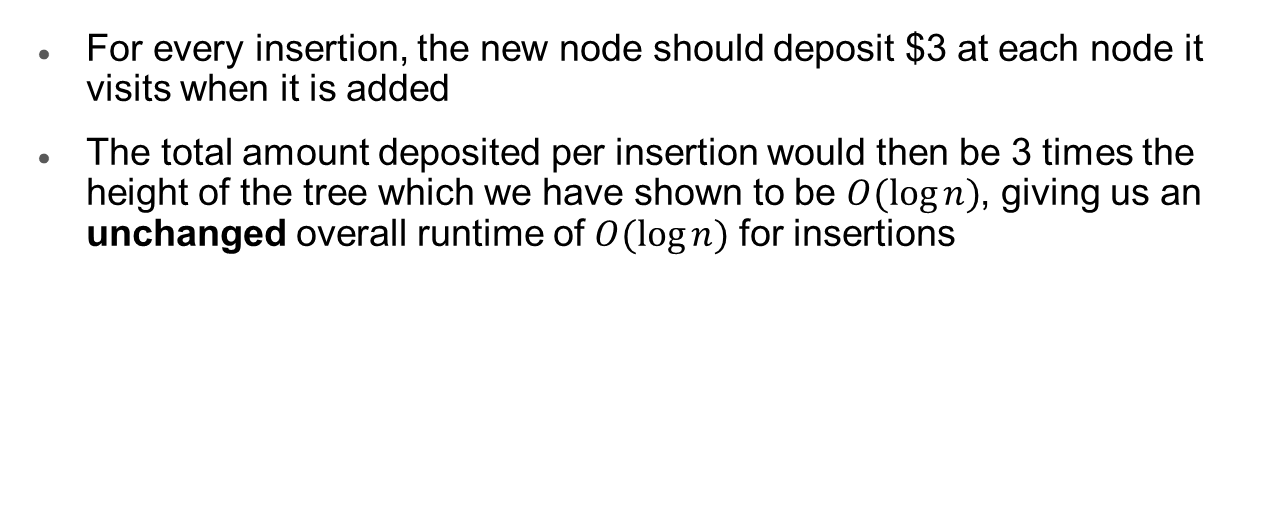 • For every insertion, the new node should deposit $3 at each node it
visits when it is added
• The total amount deposited per insertion would then be 3 times the
height of the tree which we have shown to be O(log n), giving us an
unchanged overall runtime of O(log n) for insertions